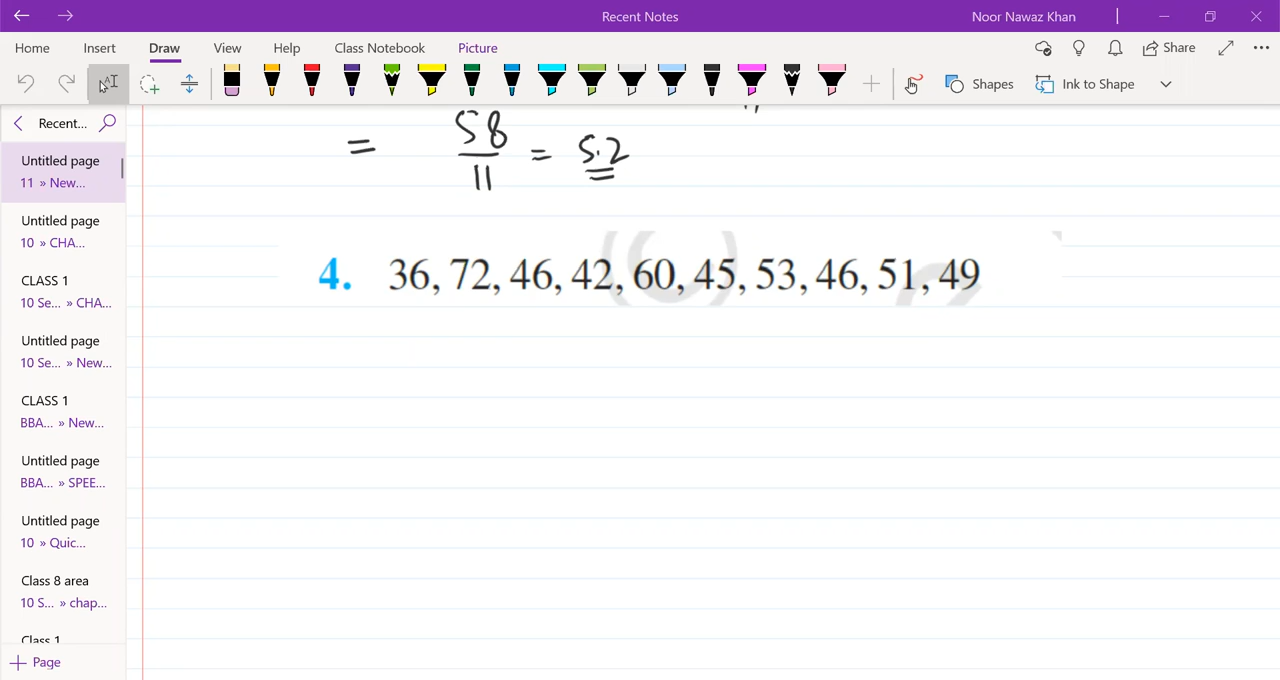 Recent Notes
Noor Nawaz Khan
Home Insert Draw View Help Class Notebook Picture
Share
Shapes
Ink to Shape
Recent...
Untitled page
11 » New...
Untitled page
10 » CHA...
CLASS 1
10 Se... » CHA...
Untitled page
10 Se... » New...
CLASS 1
BBA... » New...
Untitled page
BBA... » SPEE...
Untitled page
10 » Quic...
Class 8 area
10 S... » chap...
Class 1
+ Page
= 58/11 = 5.2
4. 36, 72, 46, 42, 60, 45, 53, 46, 51, 49